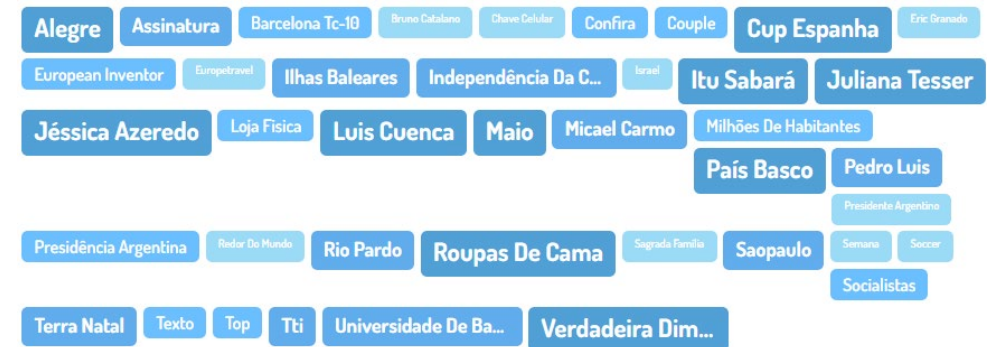 Alegre Assinatura Barcelona Tc-10 Bruno Catalano Chave Celular Confira Couple Cup Espanha Eric Granado
European Inventor Europetravel Ilhas Baleares Independência Da C... Israel Itu Sabará Juliana Tesser
Jéssica Azeredo Loja Física Luis Cuenca Maio Micael Carmo Milhões De Habitantes
País Basco Pedro Luis
Presidente Argentino
Presidência Argentina Redor Do Mundo Rio Pardo Roupas De Cama Sagrada Família Saopaulo Semana Soccer
Socialistas
Terra Natal Texto Top Tti Universidade De Ba... Verdadeira Dim...